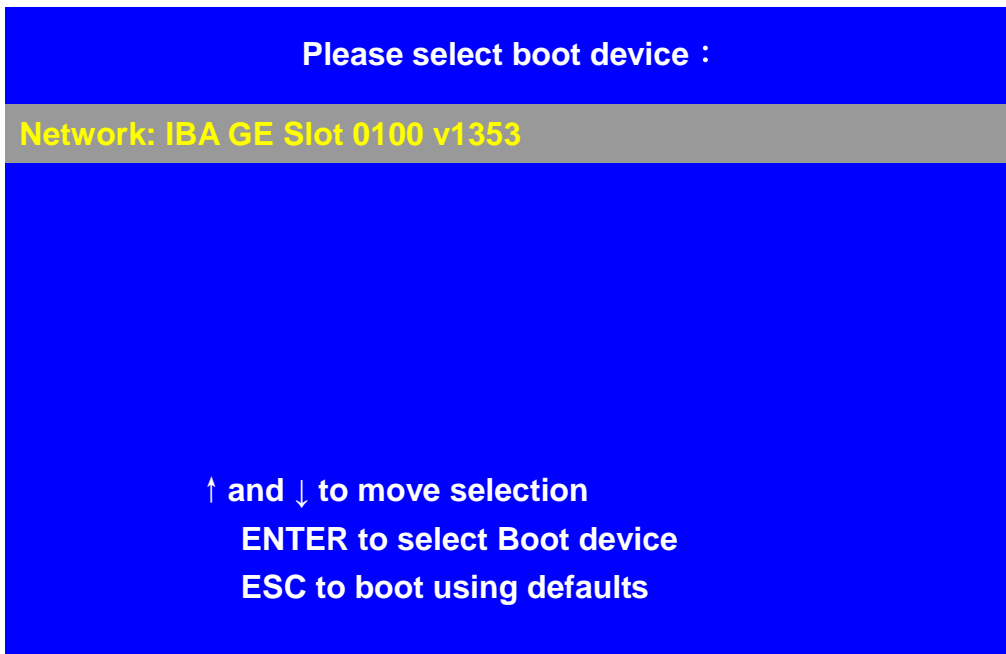 Please select boot device：
Network: IBA GE Slot 0100 v1353
↑ and ↓ to move selection
ENTER to select Boot device
ESC to boot using defaults